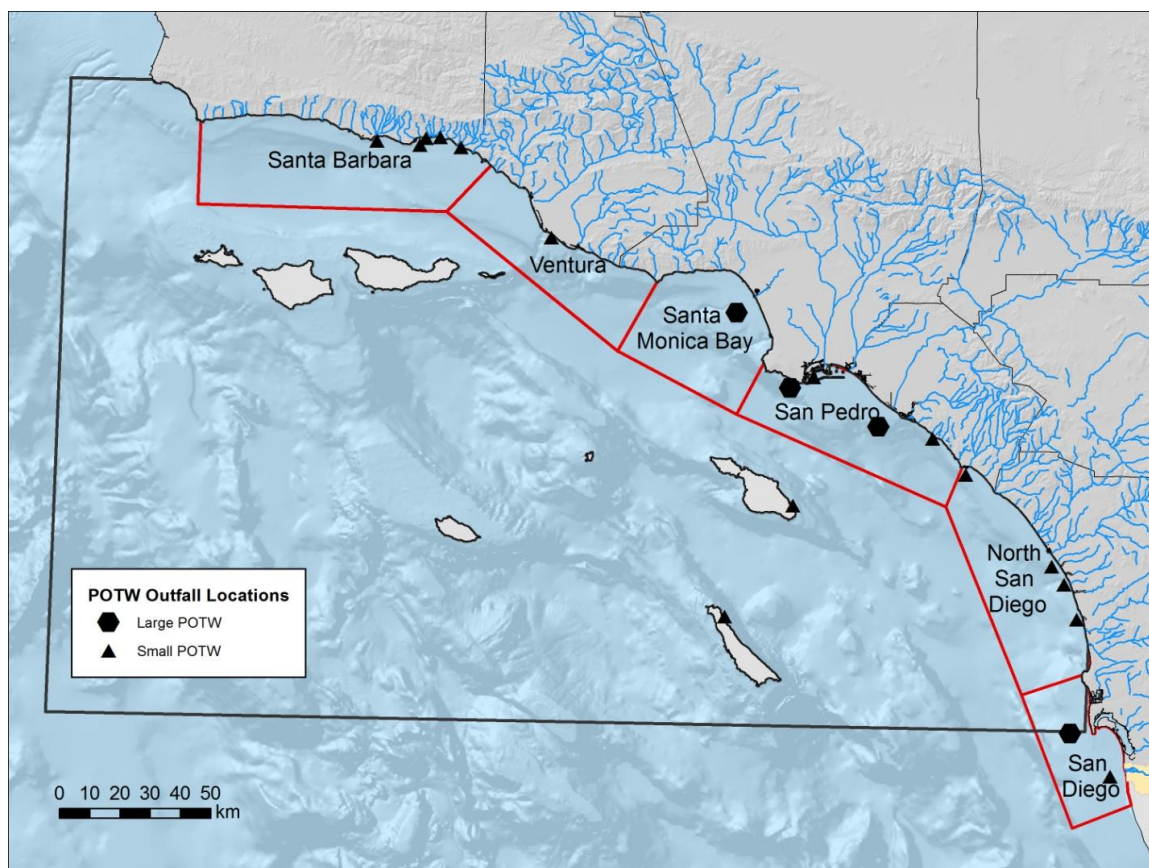 Santa Barbara
Ventura
Santa
Monica Bay
San Pedro
North
San
Diego
POTW Outfall Locations
Large POTW
Small POTW
San
Diego
0 10 20 30 40 50
km